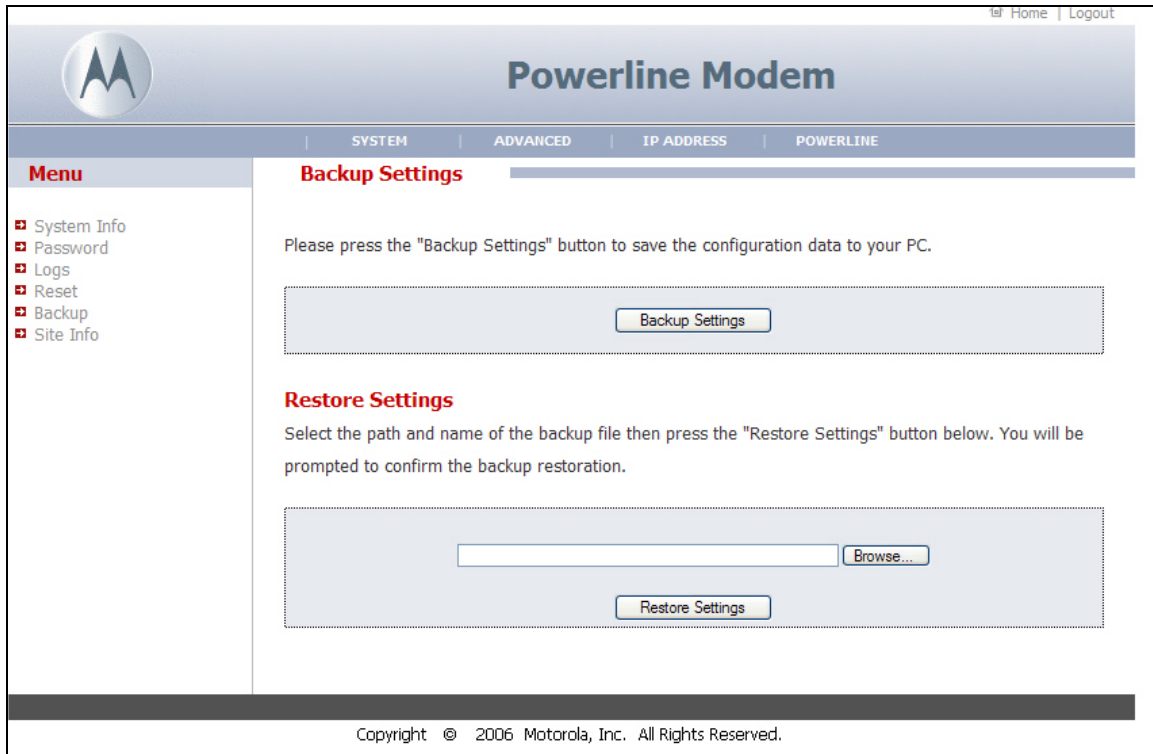 Home | Logout
Powerline Modem
| SYSTEM | ADVANCED | IP ADDRESS | POWERLINE
Menu
System Info
Password
Logs
Reset
Backup
Site Info
Backup Settings
Please press the "Backup Settings" button to save the configuration data to your PC.
Backup Settings
Restore Settings
Select the path and name of the backup file then press the "Restore Settings" button below. You will be
prompted to confirm the backup restoration.
Browse...
Restore Settings
Copyright © 2006 Motorola, Inc. All Rights Reserved.